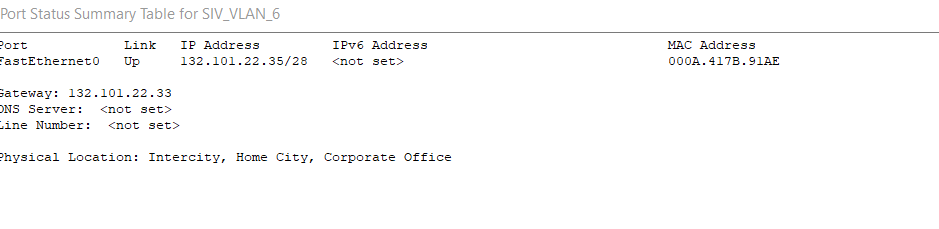 Port Status Summary Table for SIV_VLAN_6
Port Link IP Address IPv6 Address MAC Address
FastEthernet0 Up 132.101.22.35/28 <not set> 000A.417B.91AE
Gateway: 132.101.22.33
DNS Server: <not set>
Line Number: <not set>
Physical Location: Intercity, Home City, Corporate Office